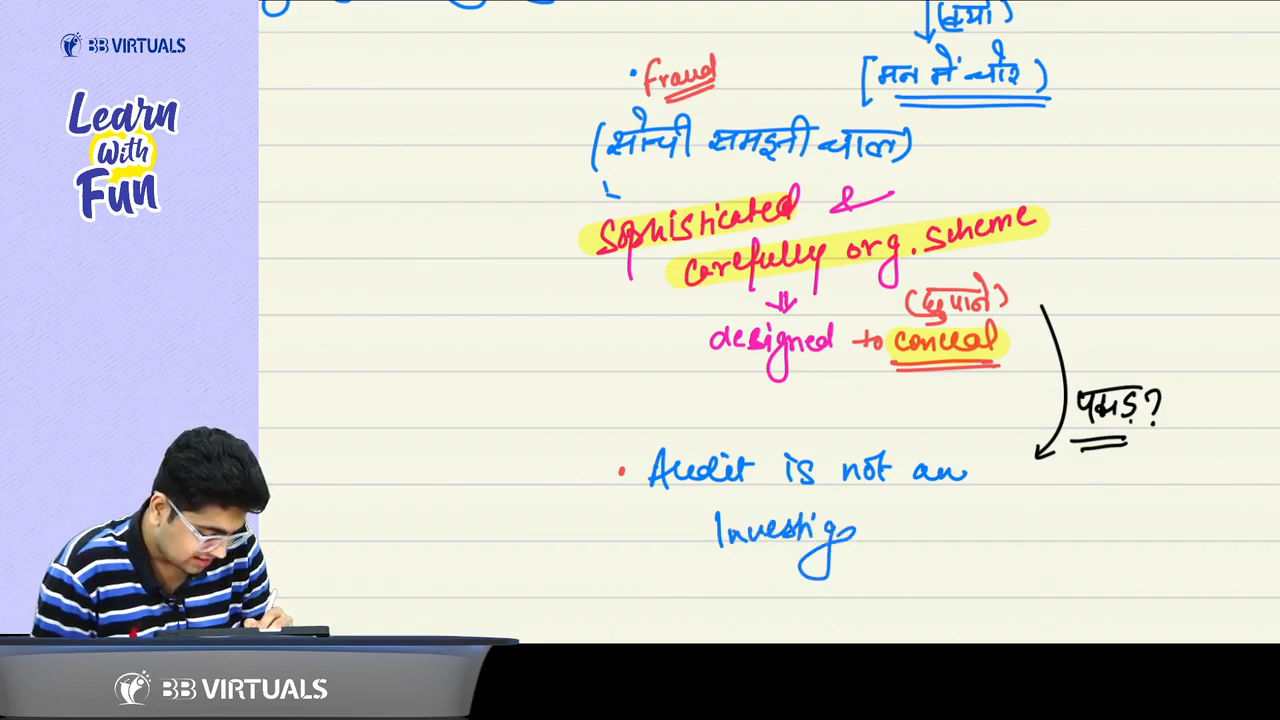 BB VIRTUALS
Learn
With
Fun
(क्यों)
• Fraud
[मन में चोर)
(सोची समझी चाल)
Sophisticated &
carefully org. scheme
(छुपाने)
designed to conceal
पकड़?
• Audit is not an
Investiga
BB VIRTUALS